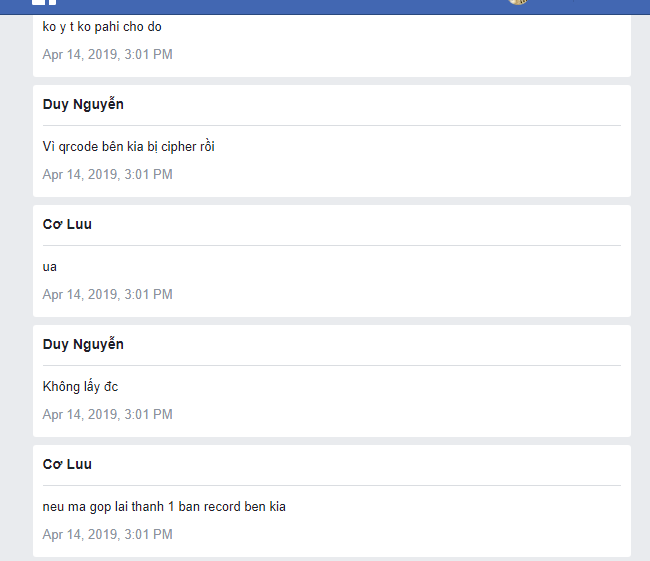 ko y t ko pahi cho do
Apr 14, 2019, 3:01 PM
Duy Nguyễn
Vì qrcode bên kia bị cipher rồi
Apr 14, 2019, 3:01 PM
Cơ Luu
ua
Apr 14, 2019, 3:01 PM
Duy Nguyễn
Không lấy đc
Apr 14, 2019, 3:01 PM
Cơ Luu
neu ma gop lai thanh 1 ban record ben kia
Apr 14, 2019, 3:01 PM